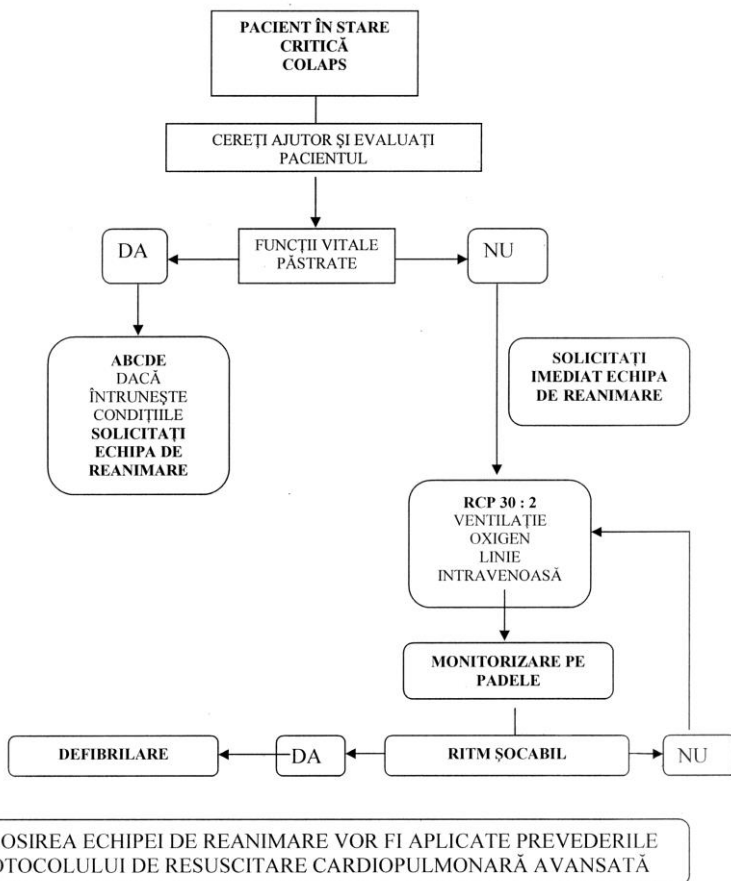 PACIENT ÎN STARE
CRITICĂ
COLAPS
CEREȚI AJUTOR ȘI EVALUAȚI
PACIENTUL
DA
FUNCȚII VITALE
PĂSTRATE
NU
ABCDE
DACĂ
ÎNTRUNEȘTE
CONDIȚIILE
SOLICITAȚI
ECHIPA DE
REANIMARE
SOLICITAȚI
IMEDIAT ECHIPA
DE REANIMARE
RCP 30 : 2
VENTILAȚIE
OXIGEN
LINIE
INTRAVENOASĂ
MONITORIZARE PE
PADELE
DEFIBRILARE
DA
RITM ȘOCABIL
NU
OSIREA ECHIPEI DE REANIMARE VOR FI APLICATE PREVEDERILE
OTOCOLULUI DE RESUSCITARE CARDIOPULMONARĂ AVANSATĂ